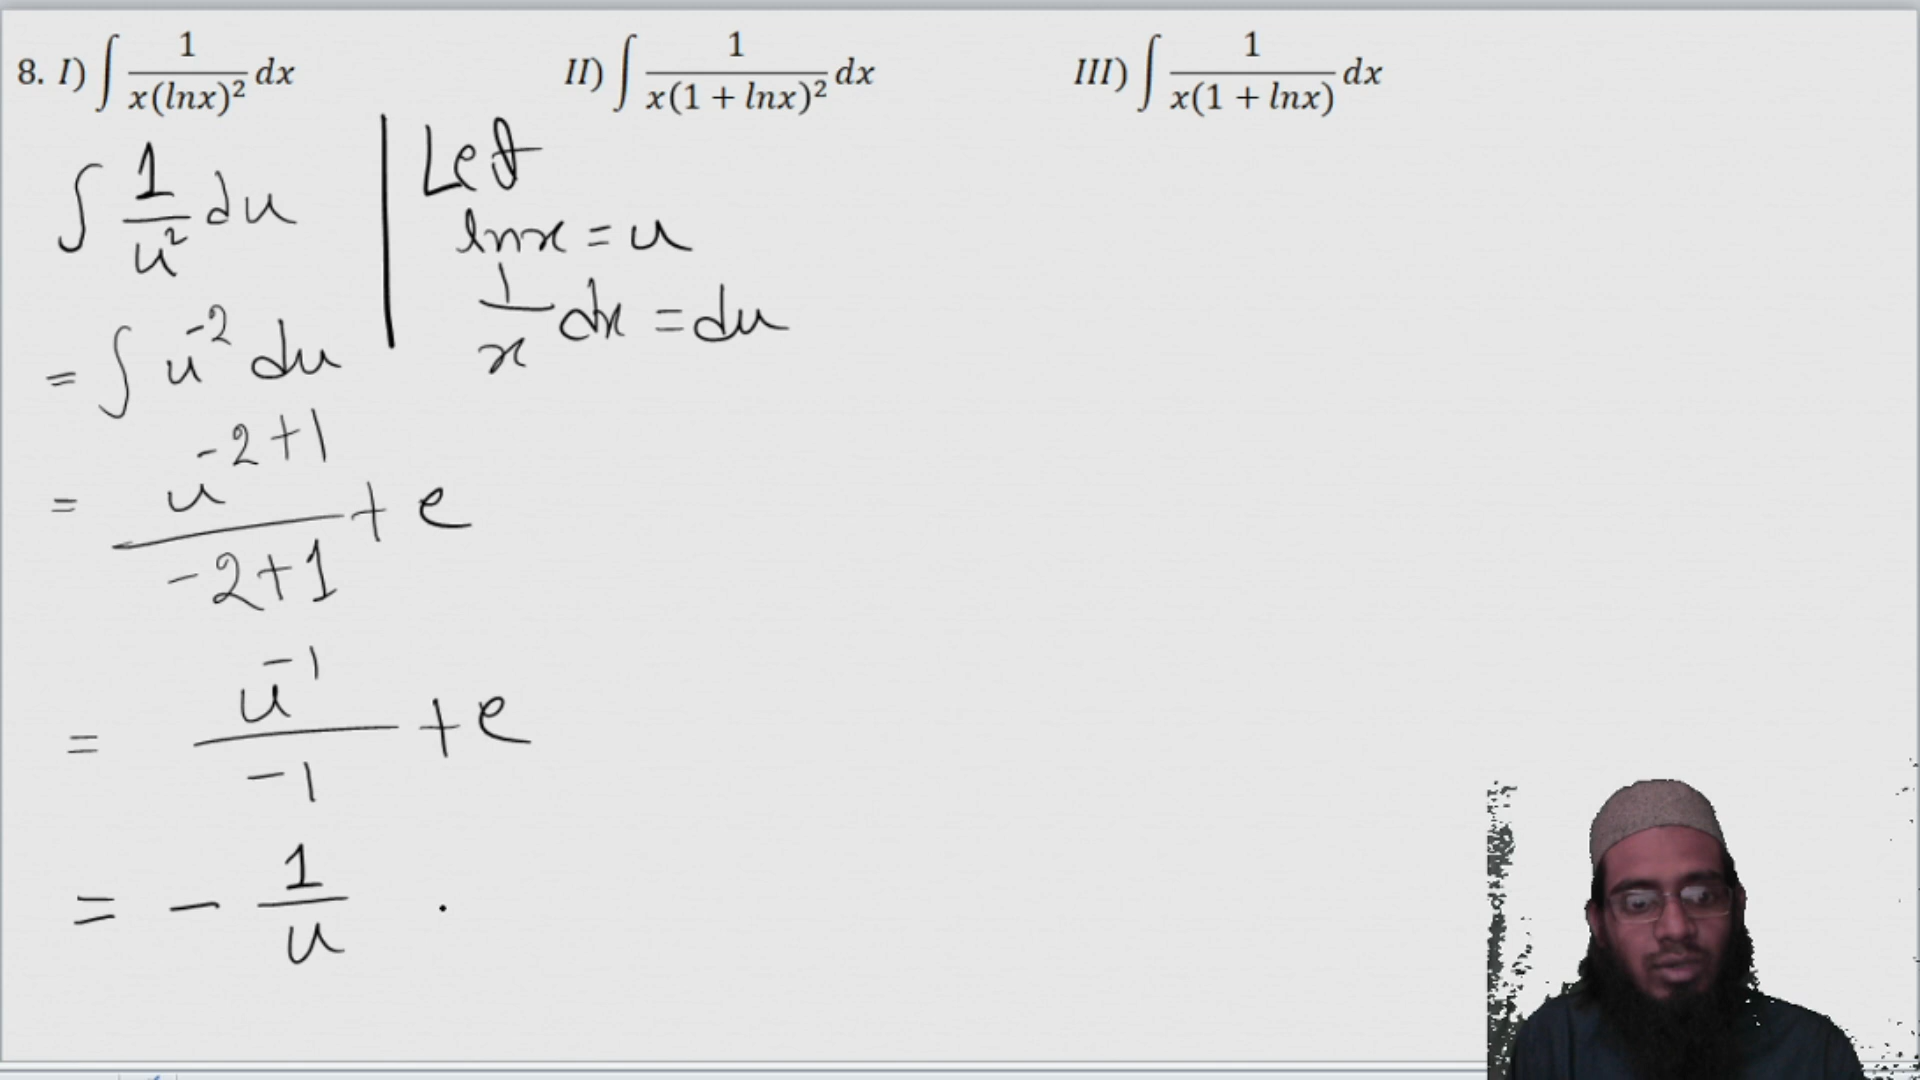 8. I) ∫ 1/(x(lnx)²) dx   II) ∫ 1/(x(1 + lnx)²) dx   III) ∫ 1/(x(1 + lnx)) dx
∫ 1/u² du
= ∫ u⁻² du
= u⁻²⁺¹/(-2+1) + c
= u⁻¹/-1 + c
= - 1/u
Let
lnx = u
1/x dx = du